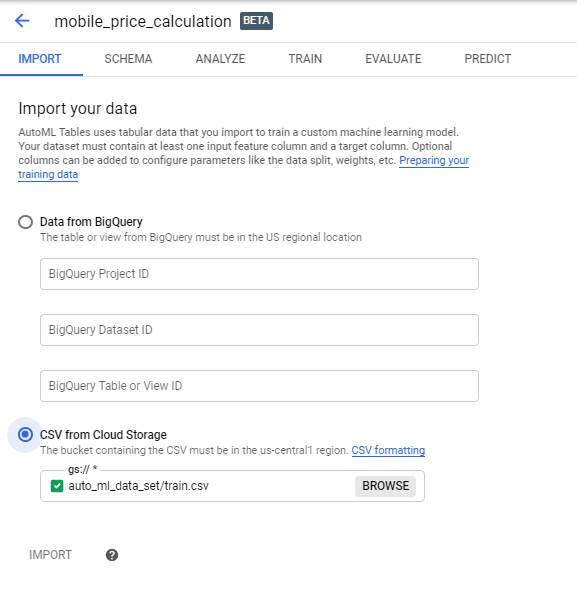 mobile_price_calculation BETA
IMPORT SCHEMA ANALYZE TRAIN EVALUATE PREDICT
Import your data
AutoML Tables uses tabular data that you import to train a custom machine learning model.
Your dataset must contain at least one input feature column and a target column. Optional
columns can be added to configure parameters like the data split, weights, etc. Preparing your
training data
Data from BigQuery
The table or view from BigQuery must be in the US regional location
BigQuery Project ID
BigQuery Dataset ID
BigQuery Table or View ID
CSV from Cloud Storage
The bucket containing the CSV must be in the us-central1 region. CSV formatting
gs:// *
auto_ml_data_set/train.csv BROWSE
IMPORT ?